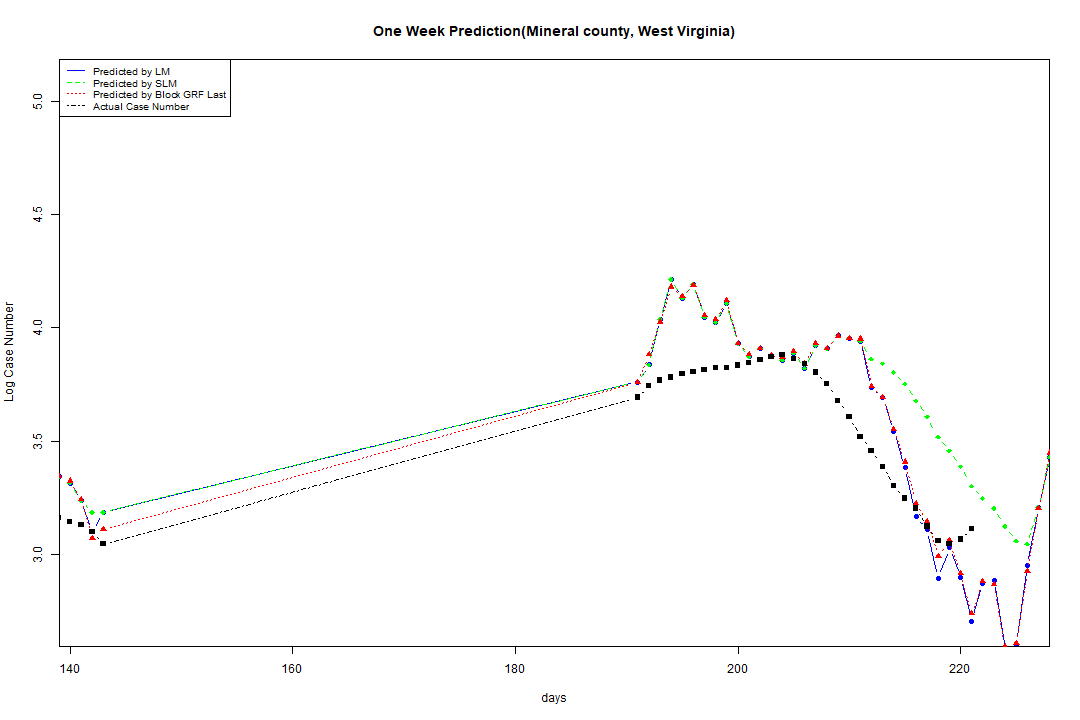 One Week Prediction(Mineral county, West Virginia)
Predicted by LM
Predicted by SLM
Predicted by Block GRF Last
Actual Case Number
5.0
4.5
4.0
3.5
3.0
Log Case Number
140 160 180 200 220
days